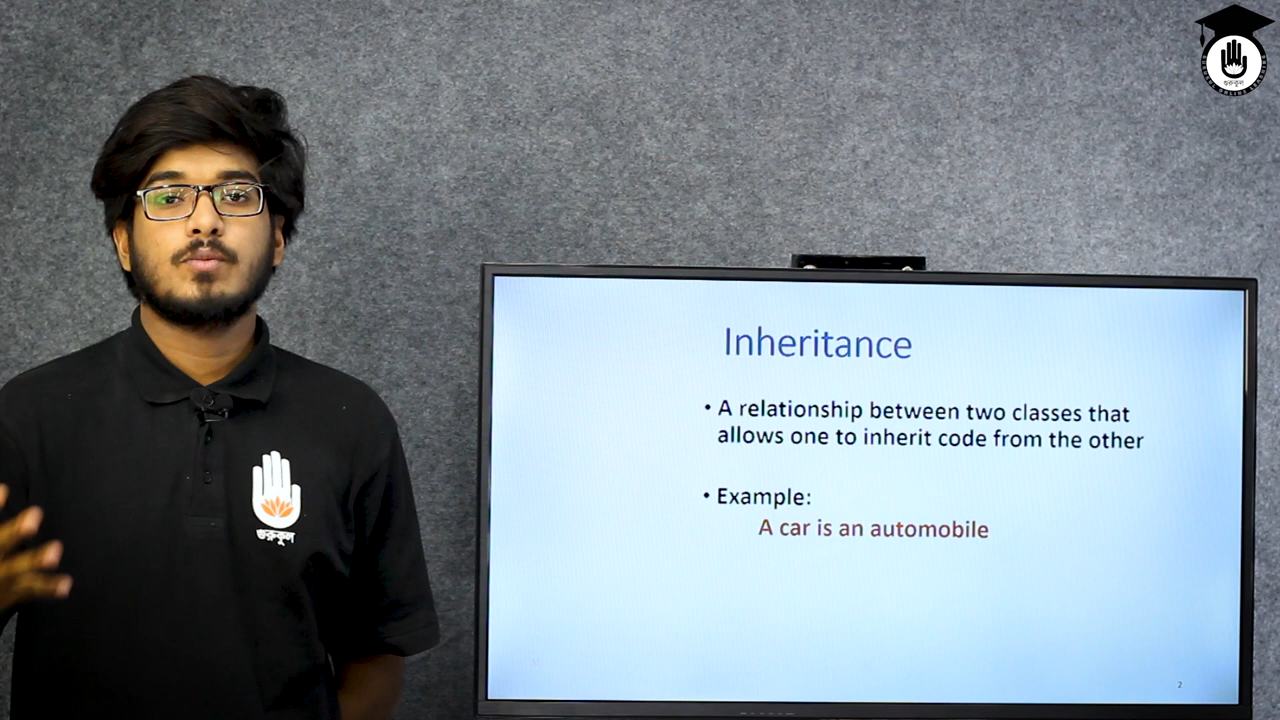 গুরুকুল
Inheritance
• A relationship between two classes that
allows one to inherit code from the other
• Example:
A car is an automobile
2
গুরুকুল